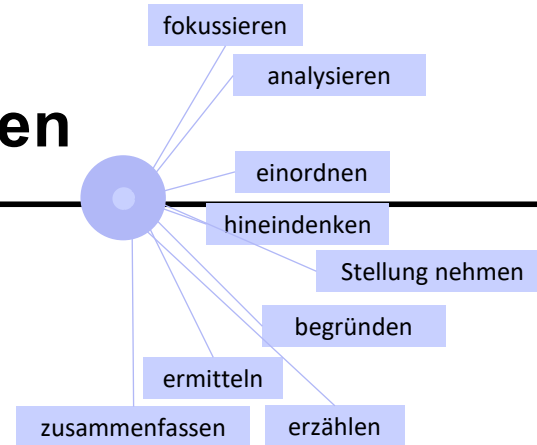 fokussieren
analysieren
en
einordnen
hineindenken
Stellung nehmen
begründen
ermitteln
zusammenfassen
erzählen